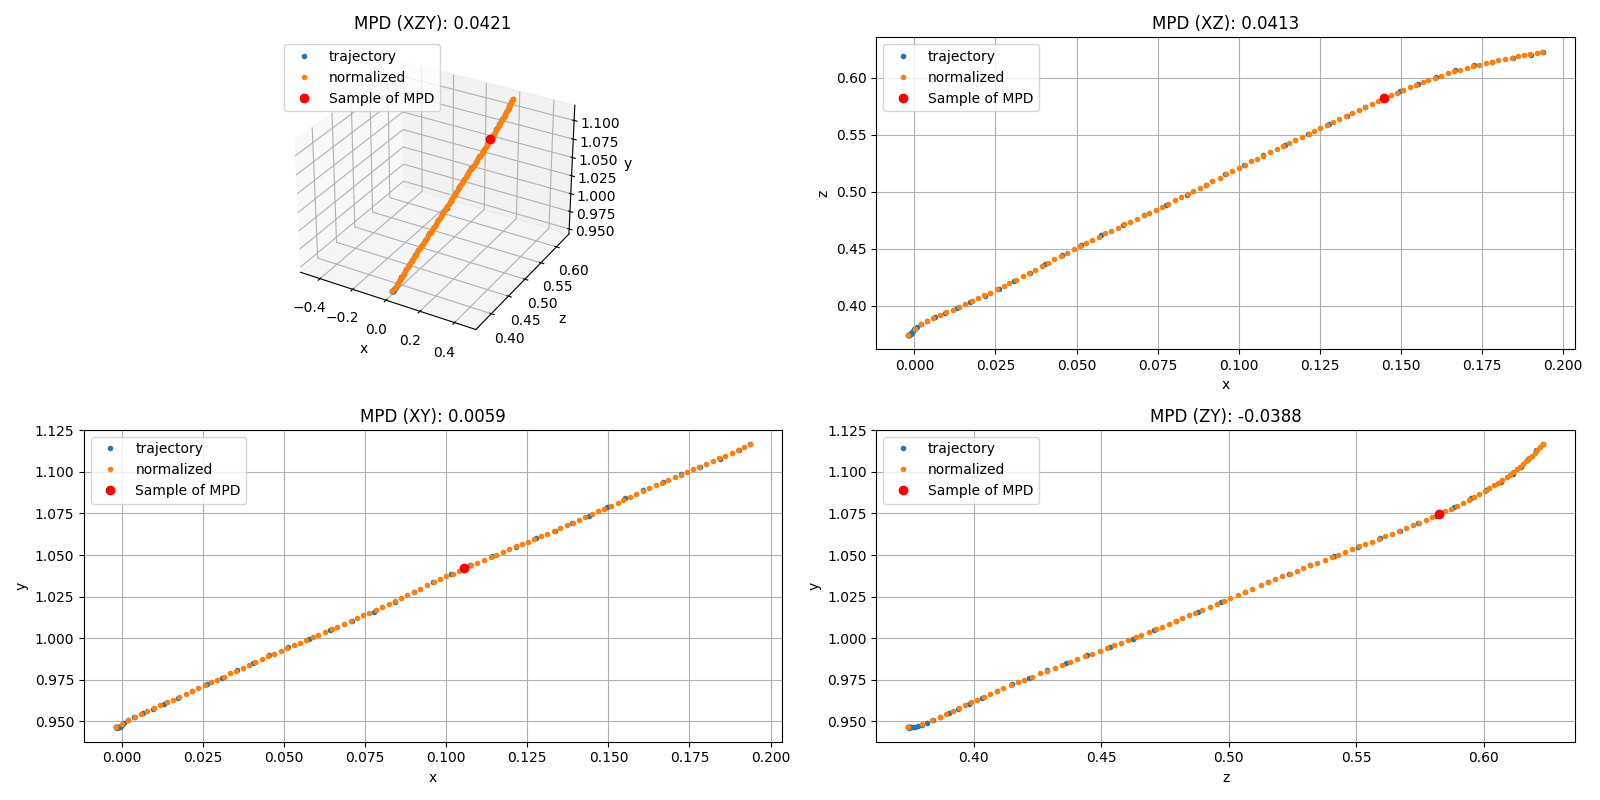 MPD (XZY): 0.0421
trajectory
normalized
Sample of MPD
1.100
1.075
1.050
1.025
1.000
0.975
0.950
y
0.60
0.55
0.50
0.45
0.40
z
−0.4
−0.2
0.0
0.2
0.4
x
MPD (XZ): 0.0413
trajectory
normalized
Sample of MPD
0.60
0.55
0.50
0.45
0.40
z
0.000
0.025
0.050
0.075
0.100
0.125
0.150
0.175
0.200
x
MPD (XY): 0.0059
trajectory
normalized
Sample of MPD
1.125
1.100
1.075
1.050
1.025
1.000
0.975
0.950
y
0.000
0.025
0.050
0.075
0.100
0.125
0.150
0.175
0.200
x
MPD (ZY): -0.0388
trajectory
normalized
Sample of MPD
1.125
1.100
1.075
1.050
1.025
1.000
0.975
0.950
y
0.40
0.45
0.50
0.55
0.60
z